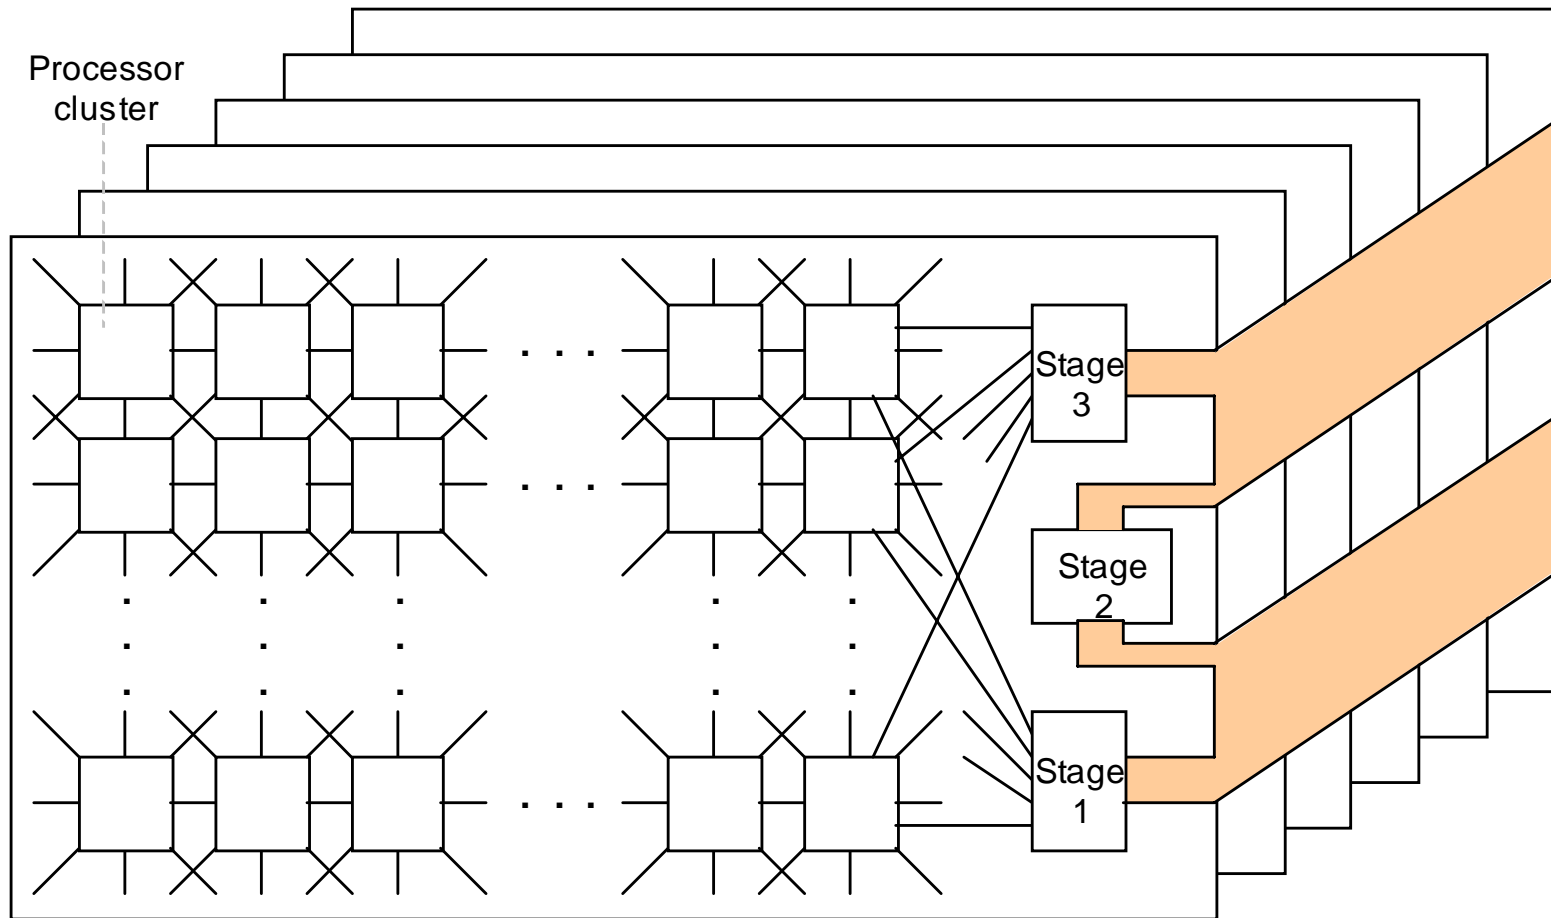 Processor
cluster
. . .
. . .
. . .
Stage
3
Stage
2
Stage
1